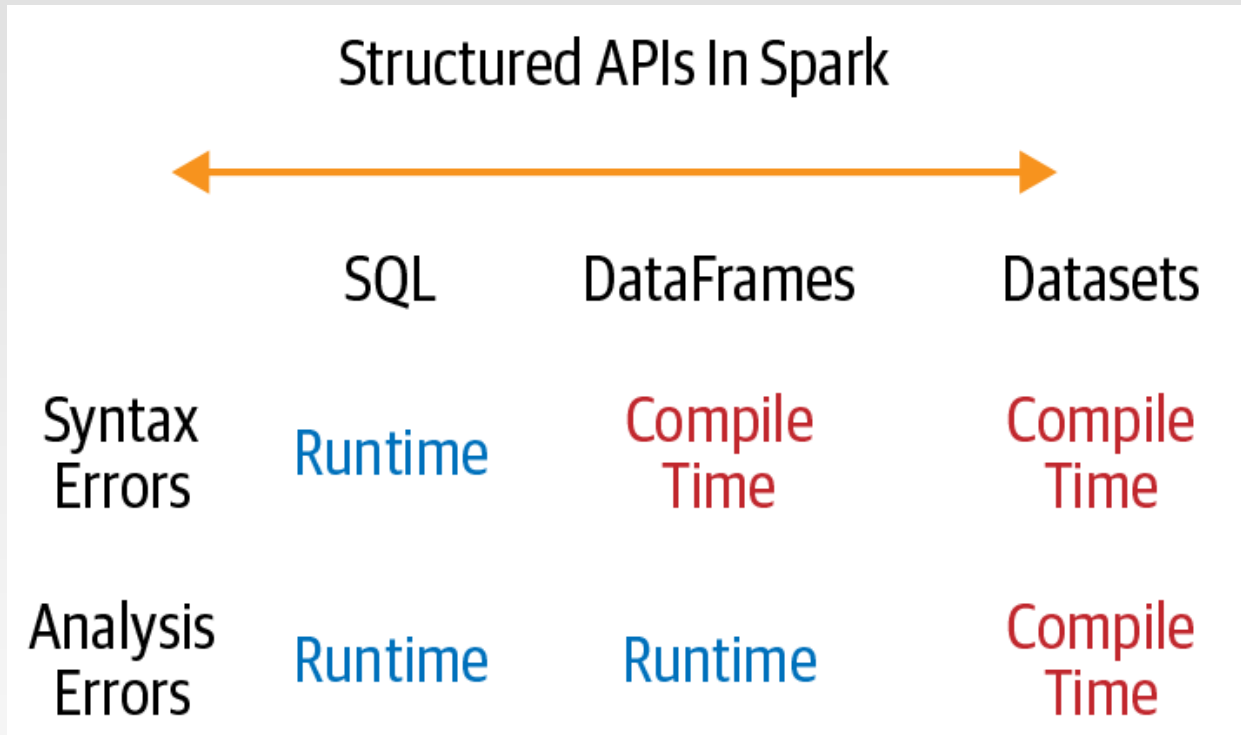 Structured APIs In Spark
SQL DataFrames Datasets
Syntax Errors Runtime Compile Time Compile Time
Analysis Errors Runtime Runtime Compile Time